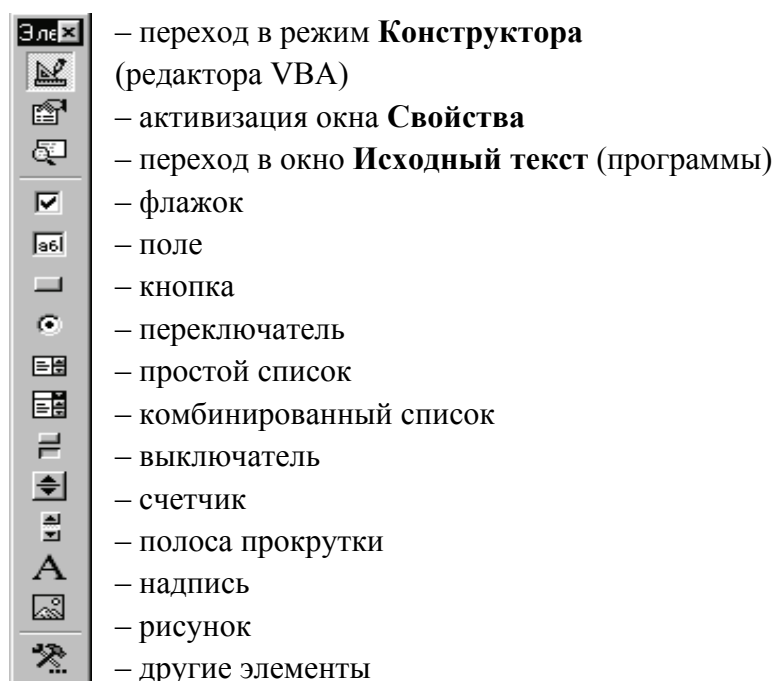 Эле
– переход в режим Конструктора
(редактора VBA)
– активизация окна Свойства
– переход в окно Исходный текст (программы)
– флажок
абl
– поле
– кнопка
– переключатель
– простой список
– комбинированный список
– выключатель
– счетчик
– полоса прокрутки
A
– надпись
– рисунок
– другие элементы